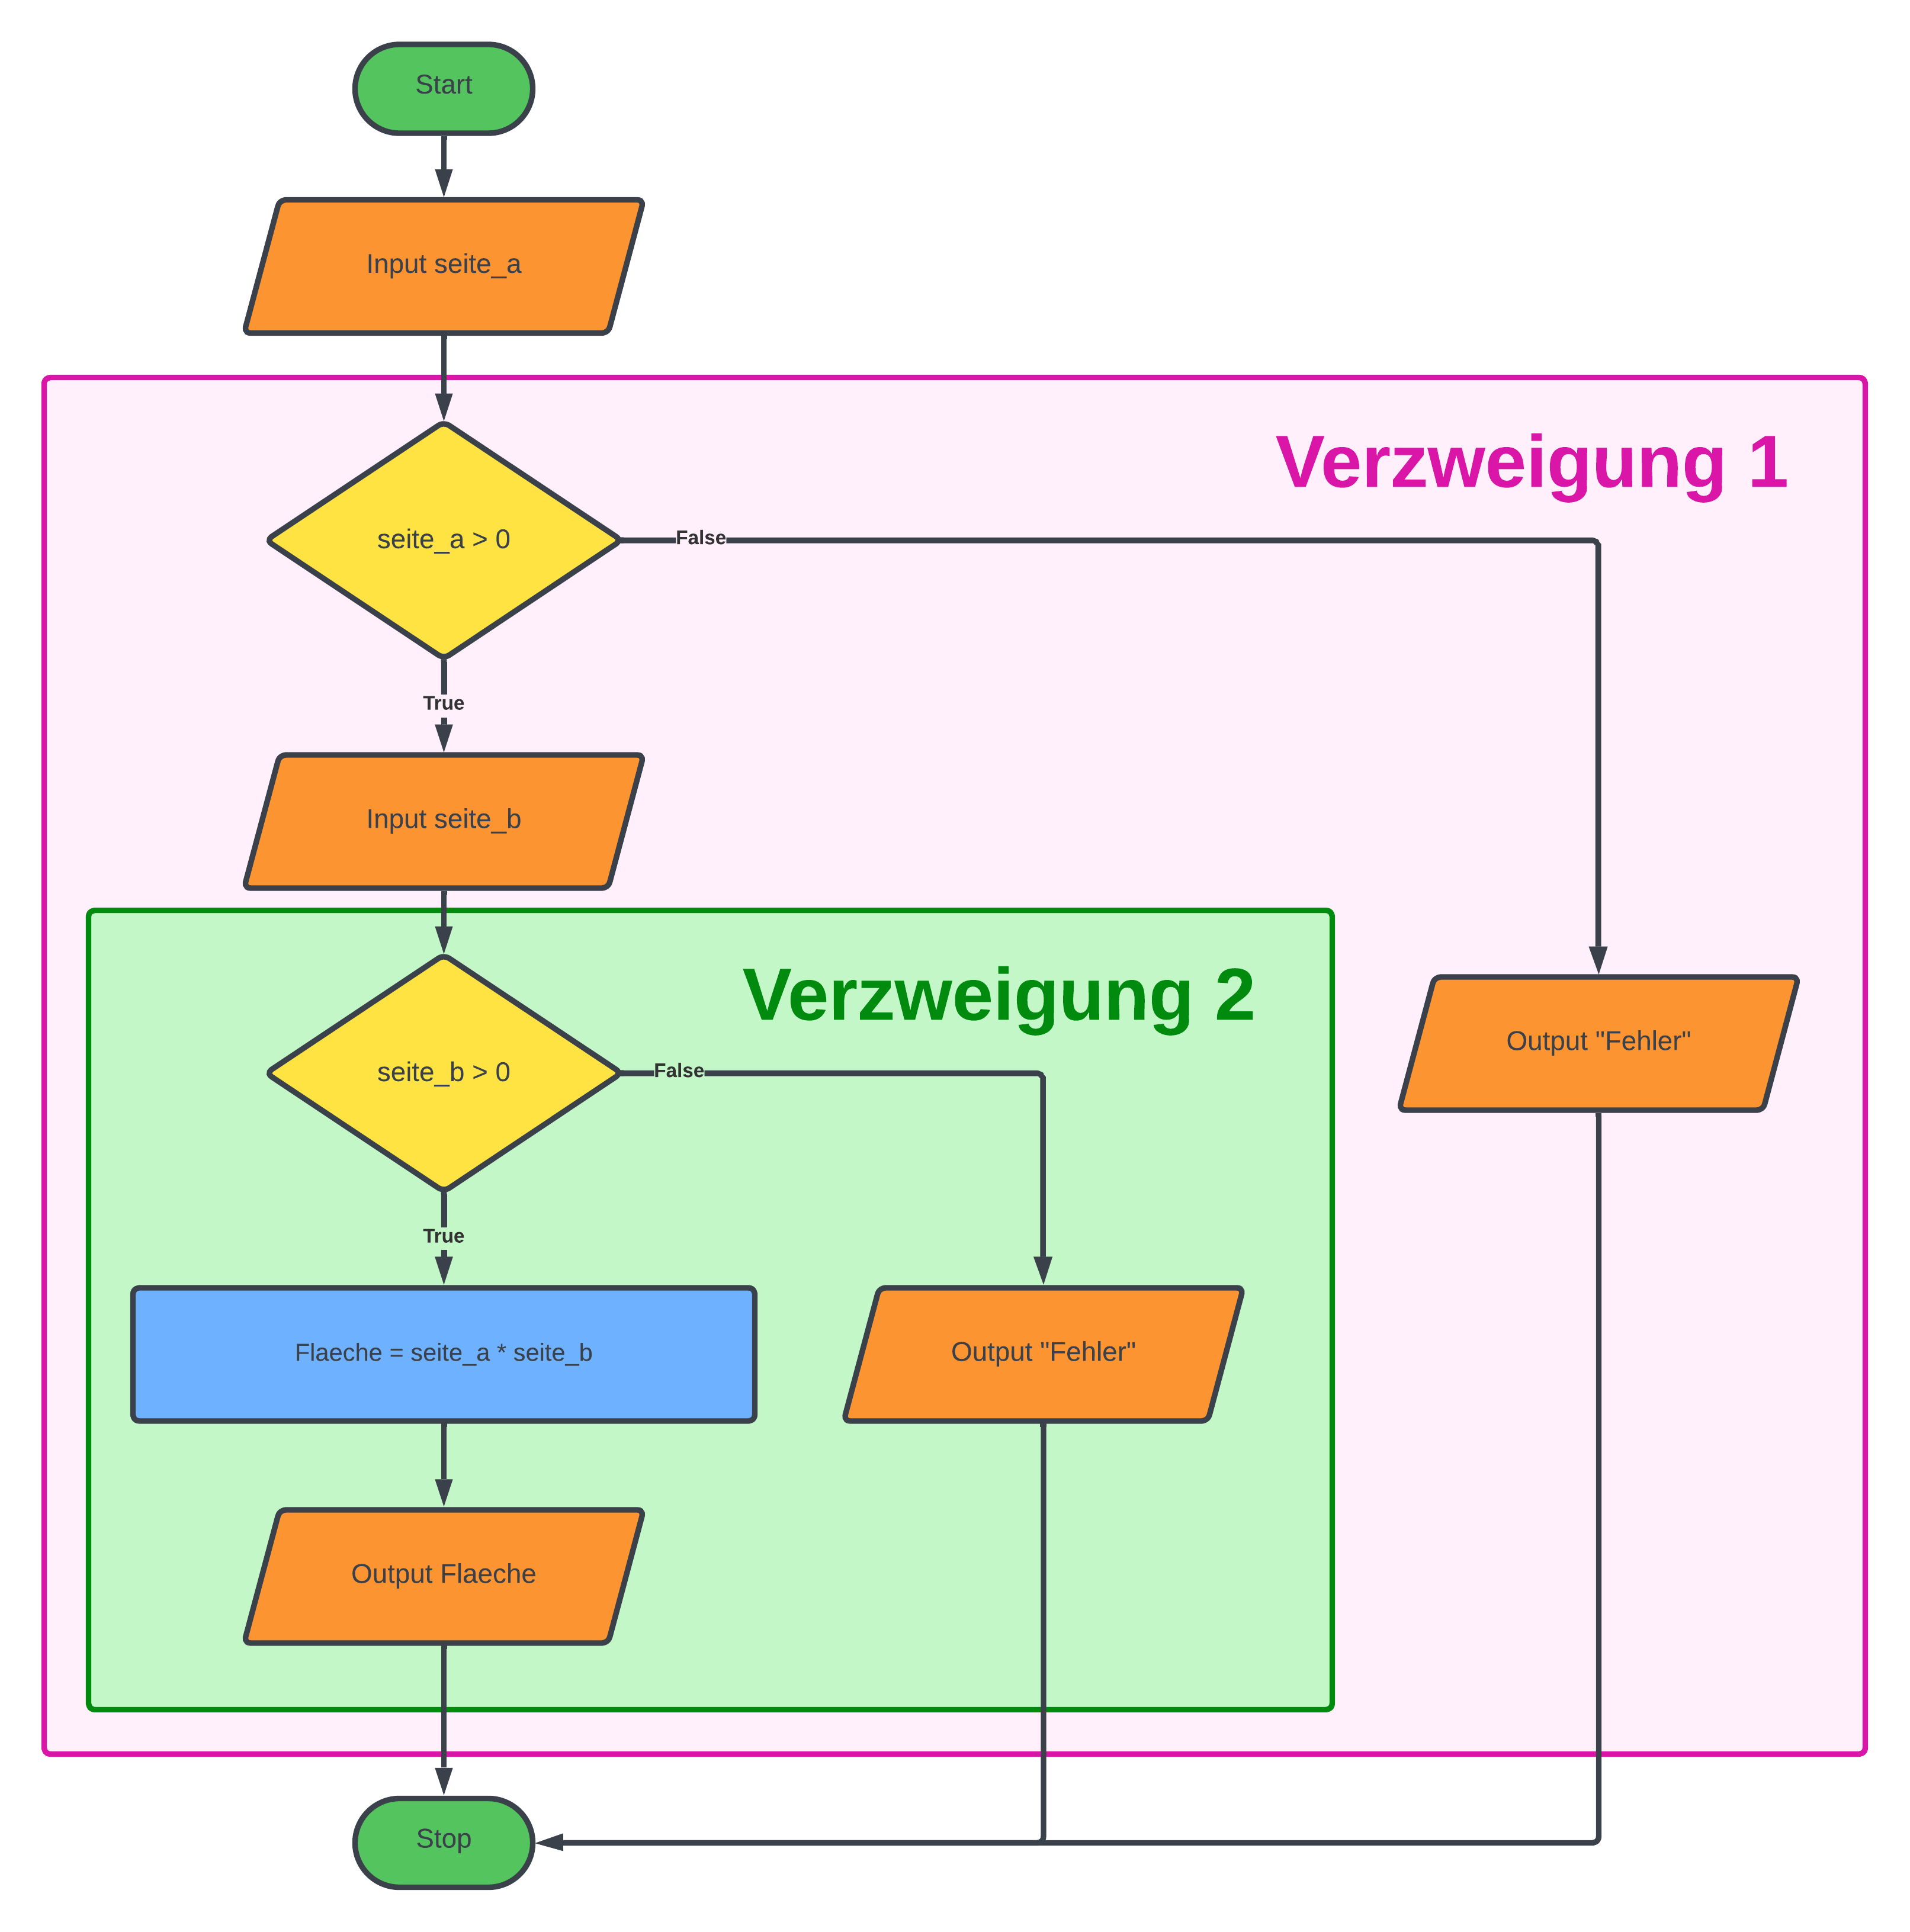 Start
Input seite_a
Verzweigung 1
seite_a > 0
False
True
Input seite_b
Verzweigung 2
seite_b > 0
False
Output "Fehler"
True
Flaeche = seite_a * seite_b
Output "Fehler"
Output Flaeche
Stop